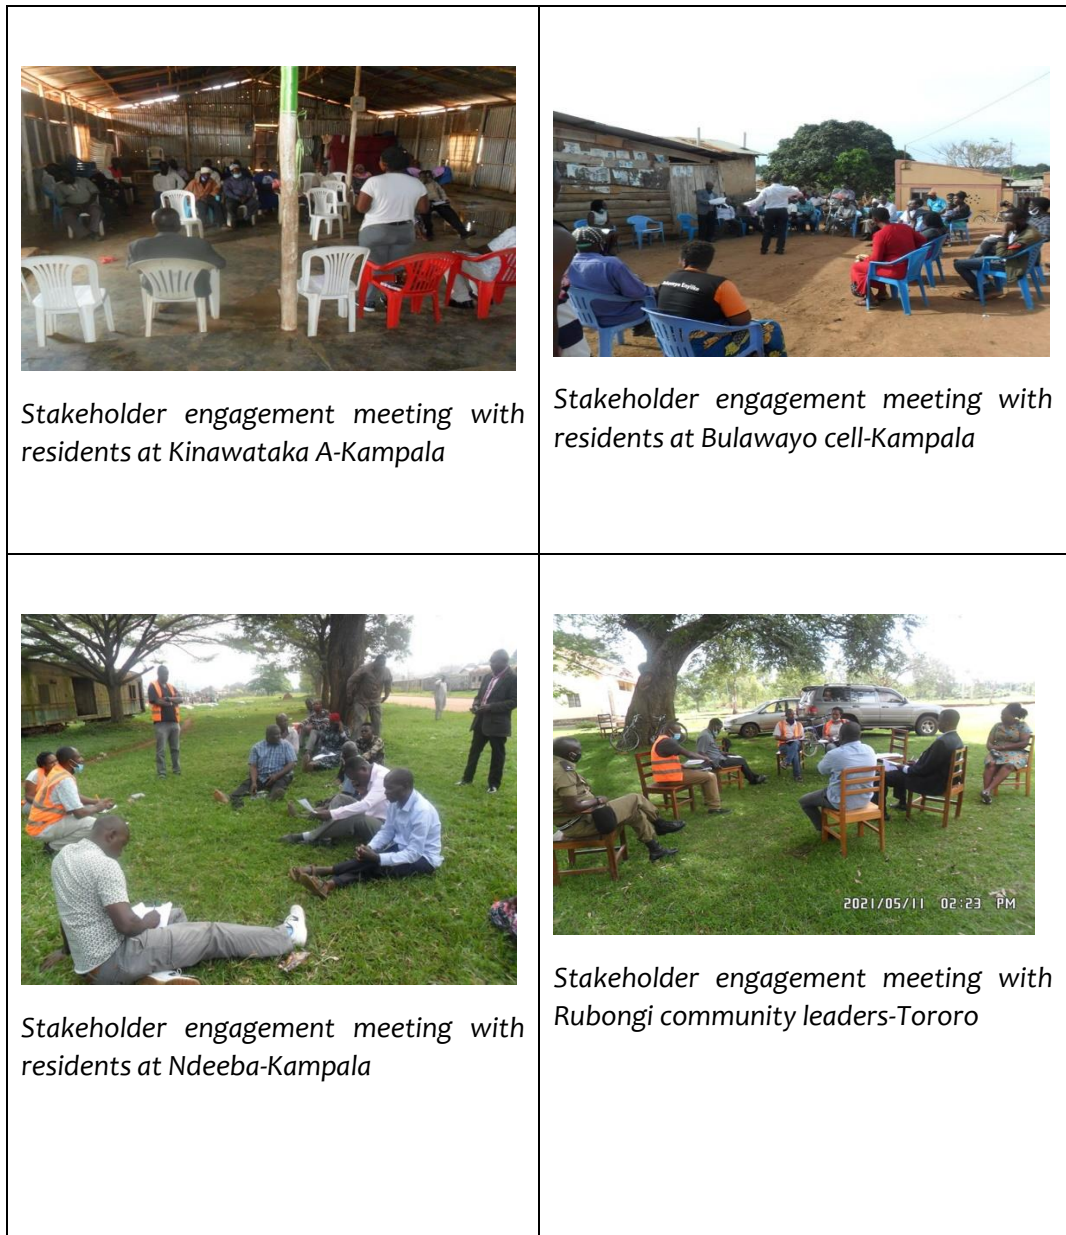 Stakeholder engagement meeting with
residents at Kinawataka A-Kampala
Stakeholder engagement meeting with
residents at Bulawayo cell-Kampala
Stakeholder engagement meeting with
residents at Ndeeba-Kampala
2021/05/11 02:23 PM
Stakeholder engagement meeting with
Rubongi community leaders-Tororo